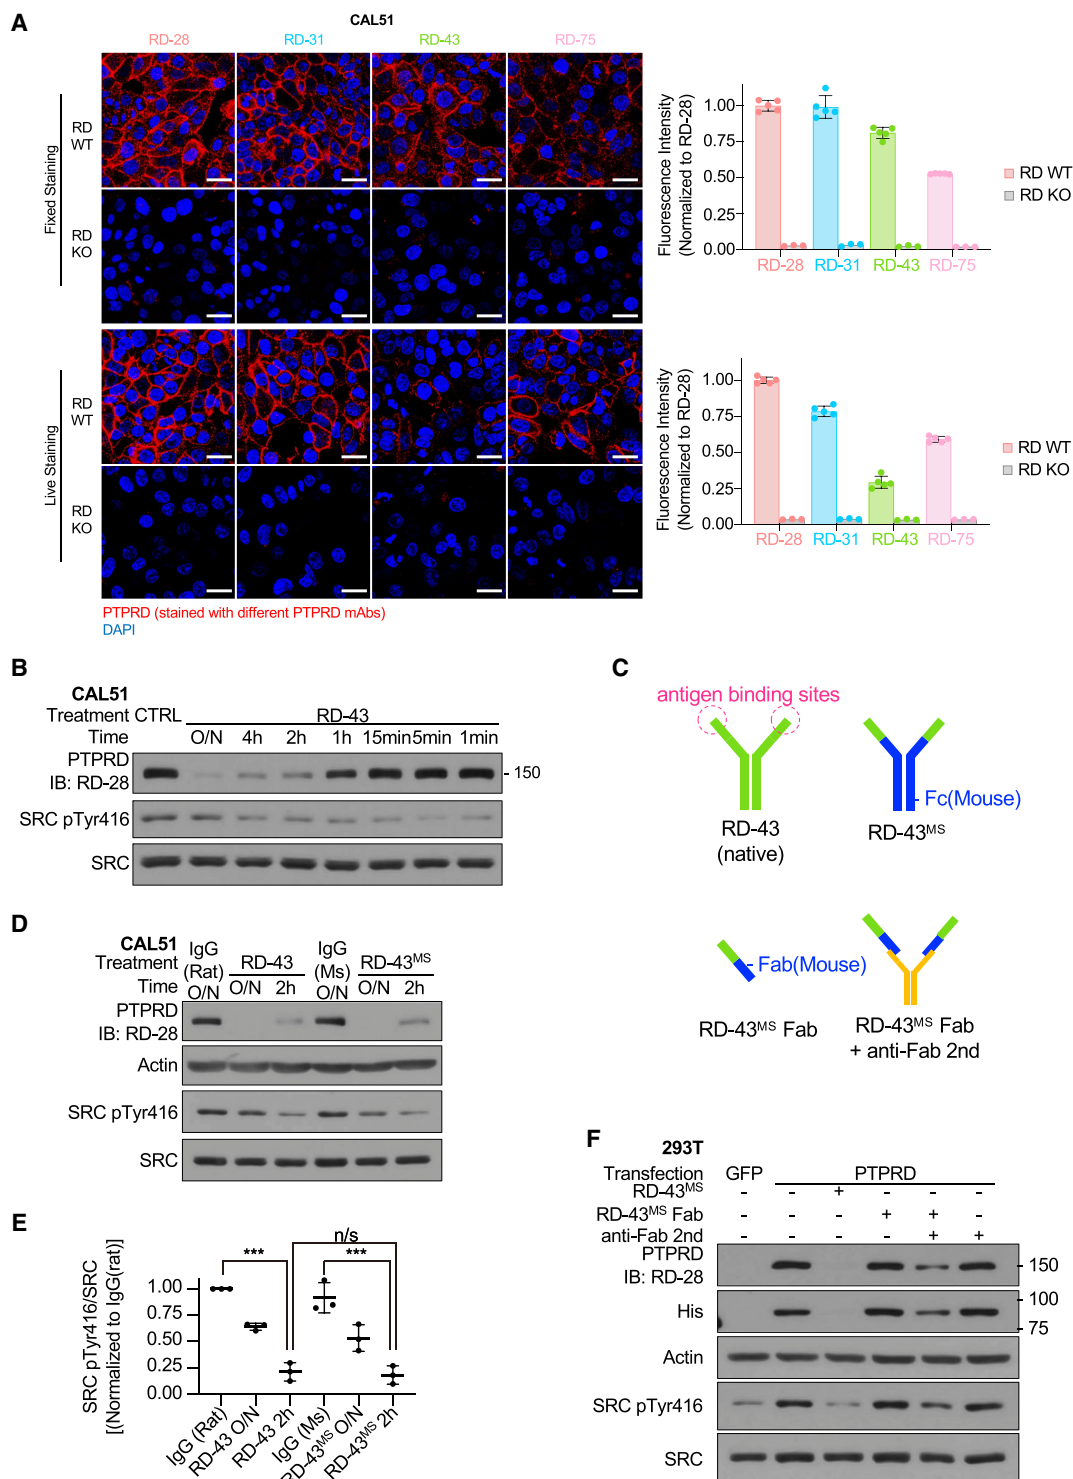 A
CAL51
RD-28 RD-31 RD-43 RD-75
Fixed Staining
RD WT
RD KO
Live Staining
RD WT
RD KO
PTPRD (stained with different PTPRD mAbs)
DAPI
Fluorescence Intensity
(Normalized to RD-28)
1.00
0.75
0.50
0.25
0.00
RD-28 RD-31 RD-43 RD-75
RD WT
RD KO
Fluorescence Intensity
(Normalized to RD-28)
1.00
0.75
0.50
0.25
0.00
RD-28 RD-31 RD-43 RD-75
RD WT
RD KO
B
CAL51
Treatment CTRL RD-43
Time O/N 4h 2h 1h 15min 5min 1min
PTPRD
IB: RD-28
- 150
SRC pTyr416
SRC
C
antigen binding sites
RD-43
(native)
Fc(Mouse)
RD-43MS
Fab(Mouse)
RD-43MS Fab
RD-43MS Fab
+ anti-Fab 2nd
D
CAL51
Treatment IgG (Rat) RD-43 IgG (Ms) RD-43MS
Time O/N O/N 2h O/N O/N 2h
PTPRD
IB: RD-28
Actin
SRC pTyr416
SRC
E
SRC pTyr416/SRC
[(Normalized to IgG(rat)]
1.00
0.75
0.50
0.25
0.00
*** n/s ***
IgG (Rat)
RD-43 O/N
RD-43 2h
IgG (Ms)
RD-43MS O/N
RD-43MS 2h
F
293T
Transfection GFP PTPRD
RD-43MS - - + - - -
RD-43MS Fab - - - + + -
anti-Fab 2nd - - - - + +
PTPRD
IB: RD-28
- 150
His
100
75
Actin
SRC pTyr416
SRC